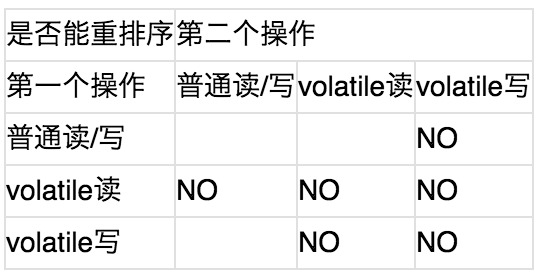 是否能重排序 第二个操作
第一个操作 普通读/写 volatile读 volatile写
普通读/写 NO
volatile读 NO NO NO
volatile写 NO NO